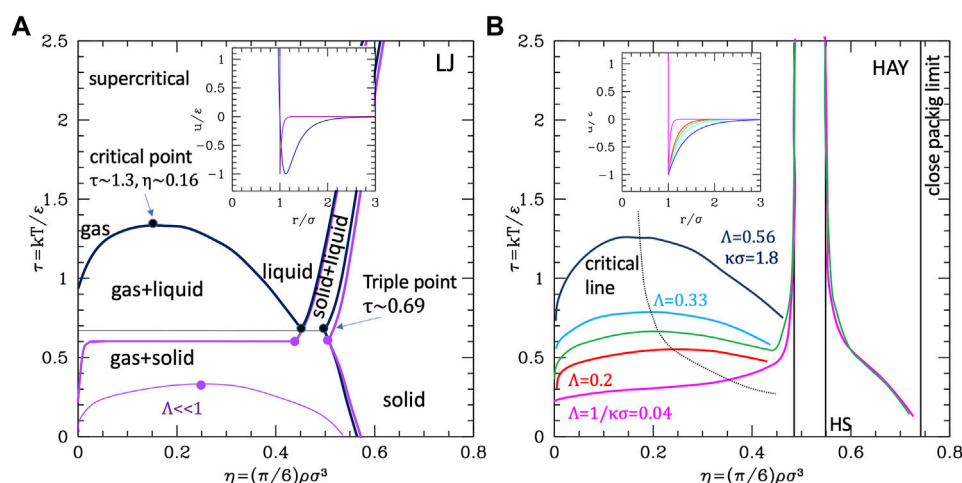 A
LJ
2.5
2
1.5
1
0.5
0
τ=kT/ε
supercritical
critical point
τ~1.3, η~0.16
gas
gas+liquid
liquid
solid+liquid
Triple point
τ~0.69
gas+solid
Λ<<1
solid
1
0.5
0
−0.5
−1
u/ε
0 1 2 3
r/σ
0 0.2 0.4 0.6 0.8
η=(π/6)ρσ³
B
HAY
close packig limit
2.5
2
1.5
1
0.5
0
τ=kT/ε
1
0.5
0
−0.5
−1
u/ε
0 1 2 3
r/σ
critical
line
Λ=0.56
κσ=1.8
Λ=0.33
Λ=0.2
Λ=1/κσ=0.04
HS
0 0.2 0.4 0.6 0.8
η=(π/6)ρσ³